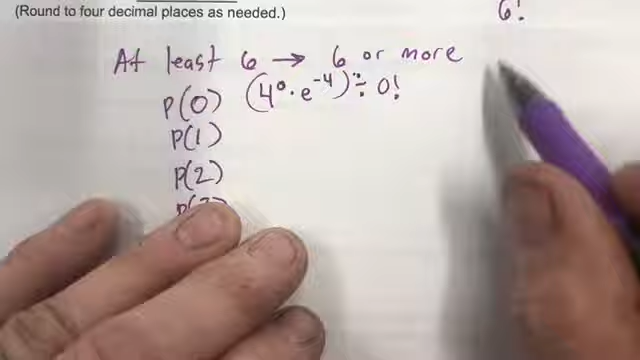 (Round to four decimal places as needed.)
6!
At least 6 → 6 or more
P(0) (4⁰ · e⁻⁴) ÷ 0!
P(1)
P(2)